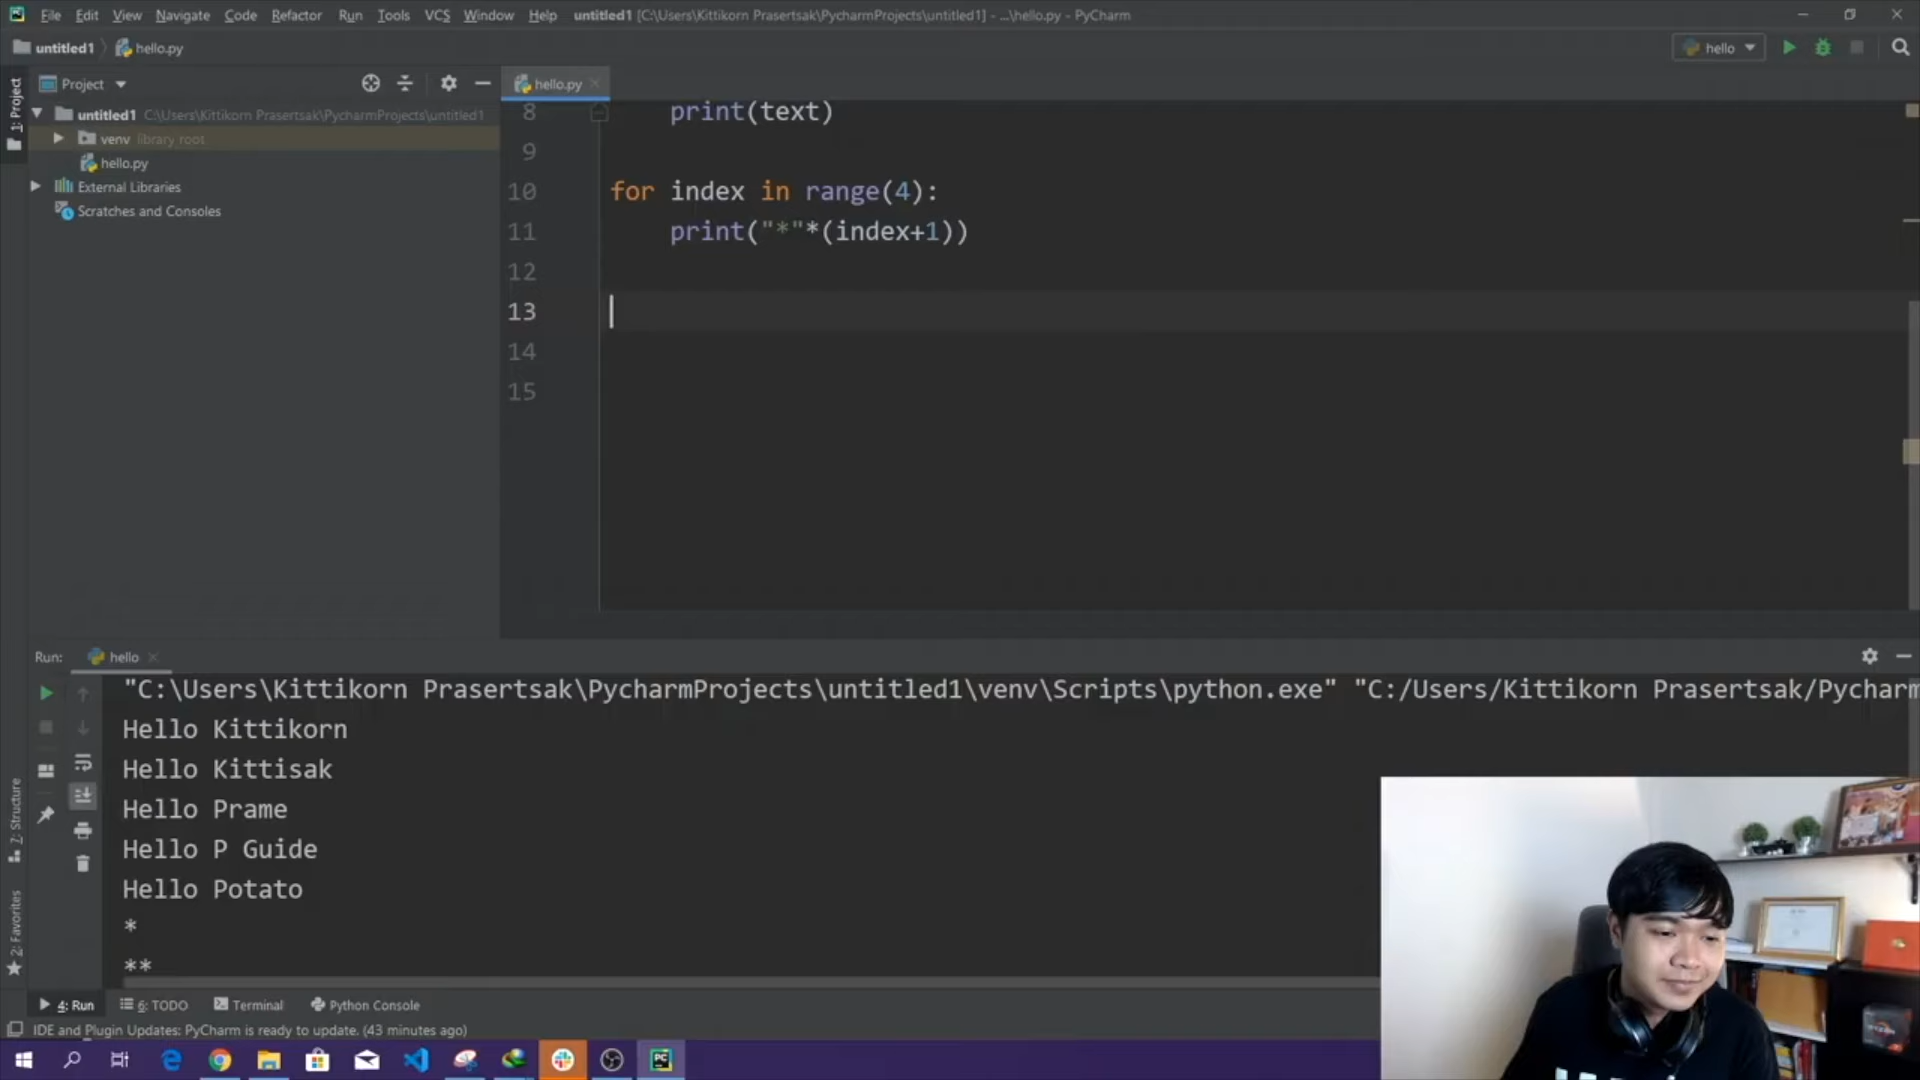 File Edit View Navigate Code Refactor Run Tools VCS Window Help untitled1 [C:\Users\Kittikorn Prasertsak\PycharmProjects\untitled1] - ...\hello.py - PyCharm
untitled1 hello.py
hello
1: Project
Project
hello.py
untitled1 C:\Users\Kittikorn Prasertsak\PycharmProjects\untitled1
venv library root
hello.py
External Libraries
Scratches and Consoles
8 print(text)
9
10 for index in range(4):
11 print("*"*(index+1))
12
13
14
15
Run: hello
"C:\Users\Kittikorn Prasertsak\PycharmProjects\untitled1\venv\Scripts\python.exe" "C:/Users/Kittikorn Prasertsak/Pycharm
Hello Kittikorn
Hello Kittisak
Hello Prame
Hello P Guide
Hello Potato
*
**
7: Structure
2: Favorites
4: Run 6: TODO Terminal Python Console
IDE and Plugin Updates: PyCharm is ready to update. (43 minutes ago)
PC